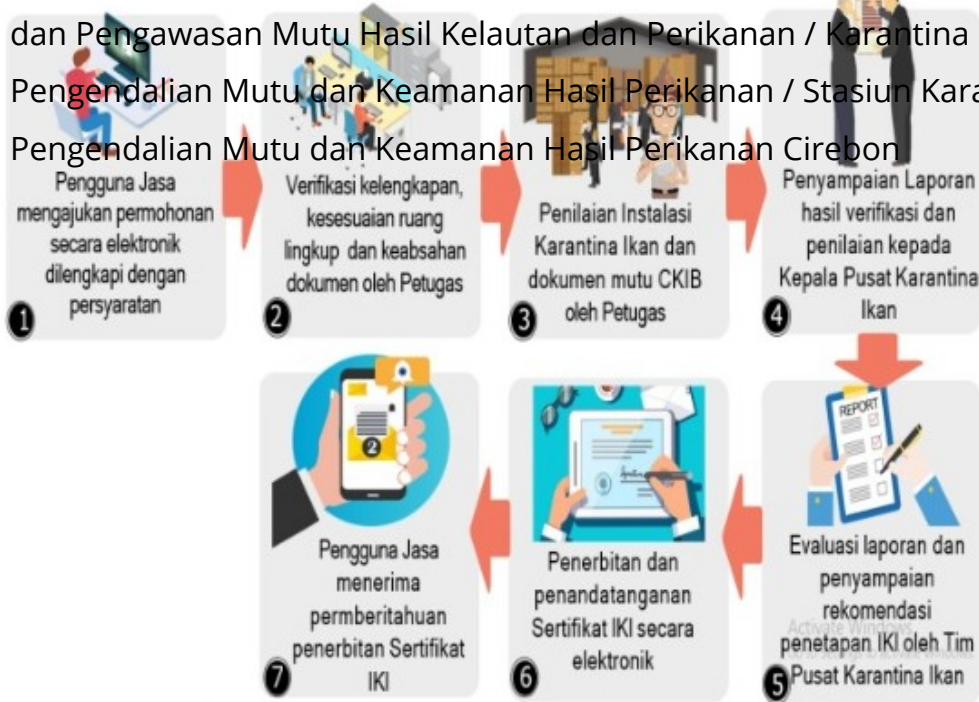 dan Pengawasan Mutu Hasil Kelautan dan Perikanan / Karantina
Pengendalian Mutu dan Keamanan Hasil Perikanan / Stasiun
Pengendalian Mutu dan Keamanan Hasil Perikanan Cirebon
Pengguna Jasa
mengajukan permohonan
secara elektronik
dilengkapi dengan
persyaratan
1
Verifikasi kelengkapan,
kesesuaian ruang
lingkup dan keabsahan
dokumen oleh Petugas
2
Penilaian Instalasi
Karantina Ikan dan
dokumen mutu CKIB
oleh Petugas
3
Penyampaian Laporan
hasil verifikasi dan
penilaian kepada
Kepala Pusat Karantina
Ikan
4
REPORT
Evaluasi laporan dan
penyampaian
rekomendasi
penetapan IKI oleh Tim
Pusat Karantina Ikan
5
Activate Windows
Penerbitan dan
penandatanganan
Sertifikat IKI secara
elektronik
6
2
Pengguna Jasa
menerima
permberitahuan
penerbitan Sertifikat
IKI
7